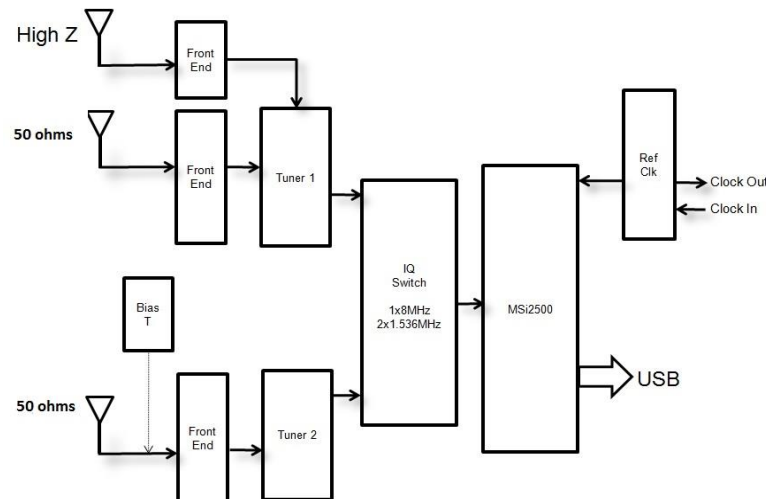 High Z
Front
End
50 ohms
Front
End
Tuner 1
Ref
Clk
Clock Out
Clock In
IQ
Switch
1x8MHz
2x1.536MHz
MSi2500
Bias
T
USB
50 ohms
Front
End
Tuner 2